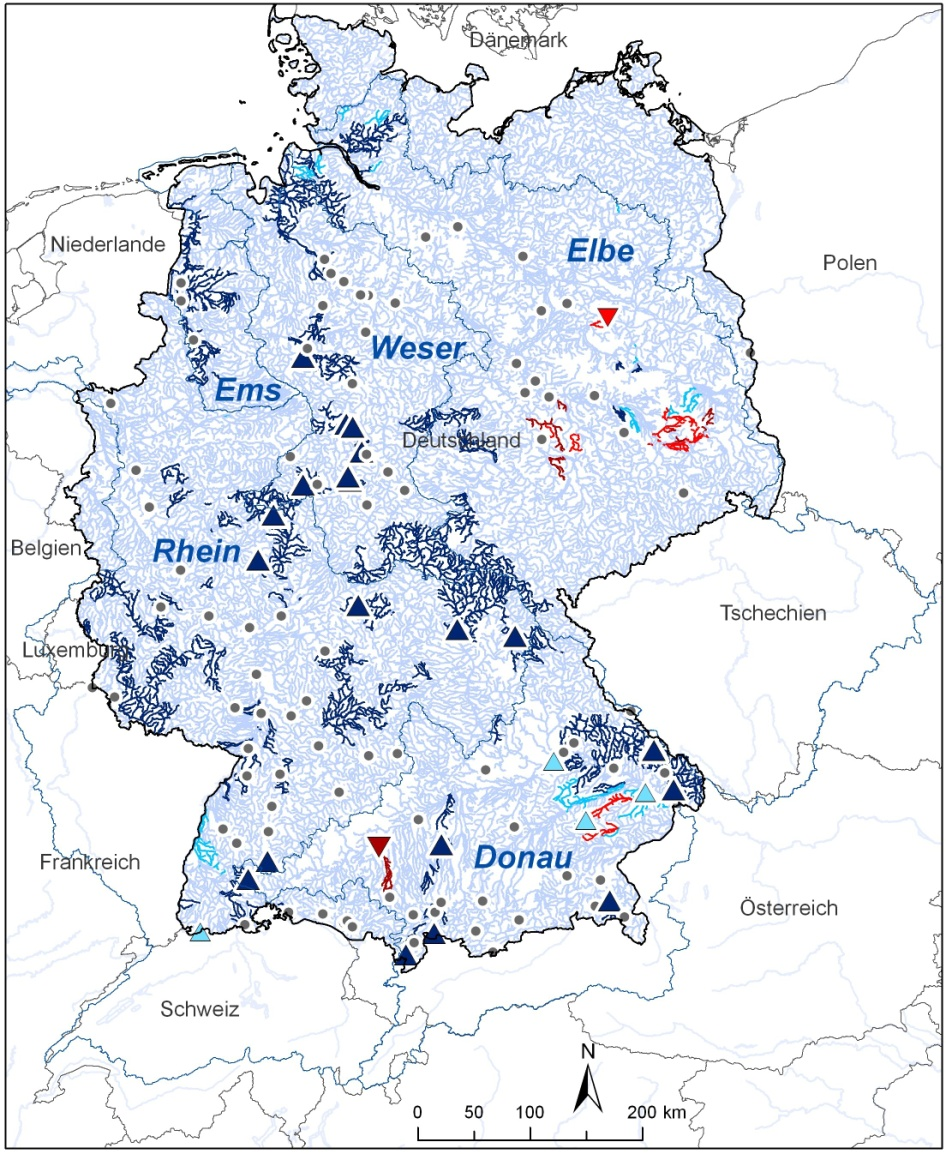 Dänemark
Elbe
Niederlande
Polen
Weser
Ems
Deutschland
Rhein
Belgien
Tschechien
Luxemburg
Donau
Frankreich
Österreich
Schweiz
N
0 50 100 200 km